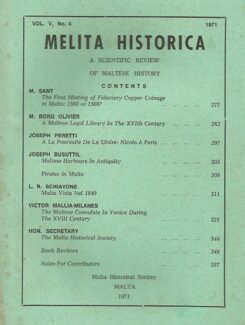 VOL. V, No. 4 1971
MELITA HISTORICA
A SCIENTIFIC REVIEW
OF MALTESE HISTORY
CONTENTS
M. SANT
The First Minting of Fiduciary Copper Coinage
in Malta: 1565 or 1566? ... 277
M. BORG OLIVIER
A Maltese Legal Library In The XVIth Century ... 282
JOSEPH PERETTI
A La Poursuite De La Gloire: Nicolò A Paris ... 297
JOSEPH BUSUTTIL
Maltese Harbours In Antiquity ... 305
Pirates in Malta ... 308
L. R. SCHIAVONE
Malta Vista Nel 1840 ... 311
VICTOR MALLIA-MILANES
The Maltese Consulate In Venice During
The XVIII Century ... 321
HON. SECRETARY
The Malta Historical Society ... 344
Book Reviews ... 349
Rules For Contributors ... 357
Malta Historical Society
MALTA
1971